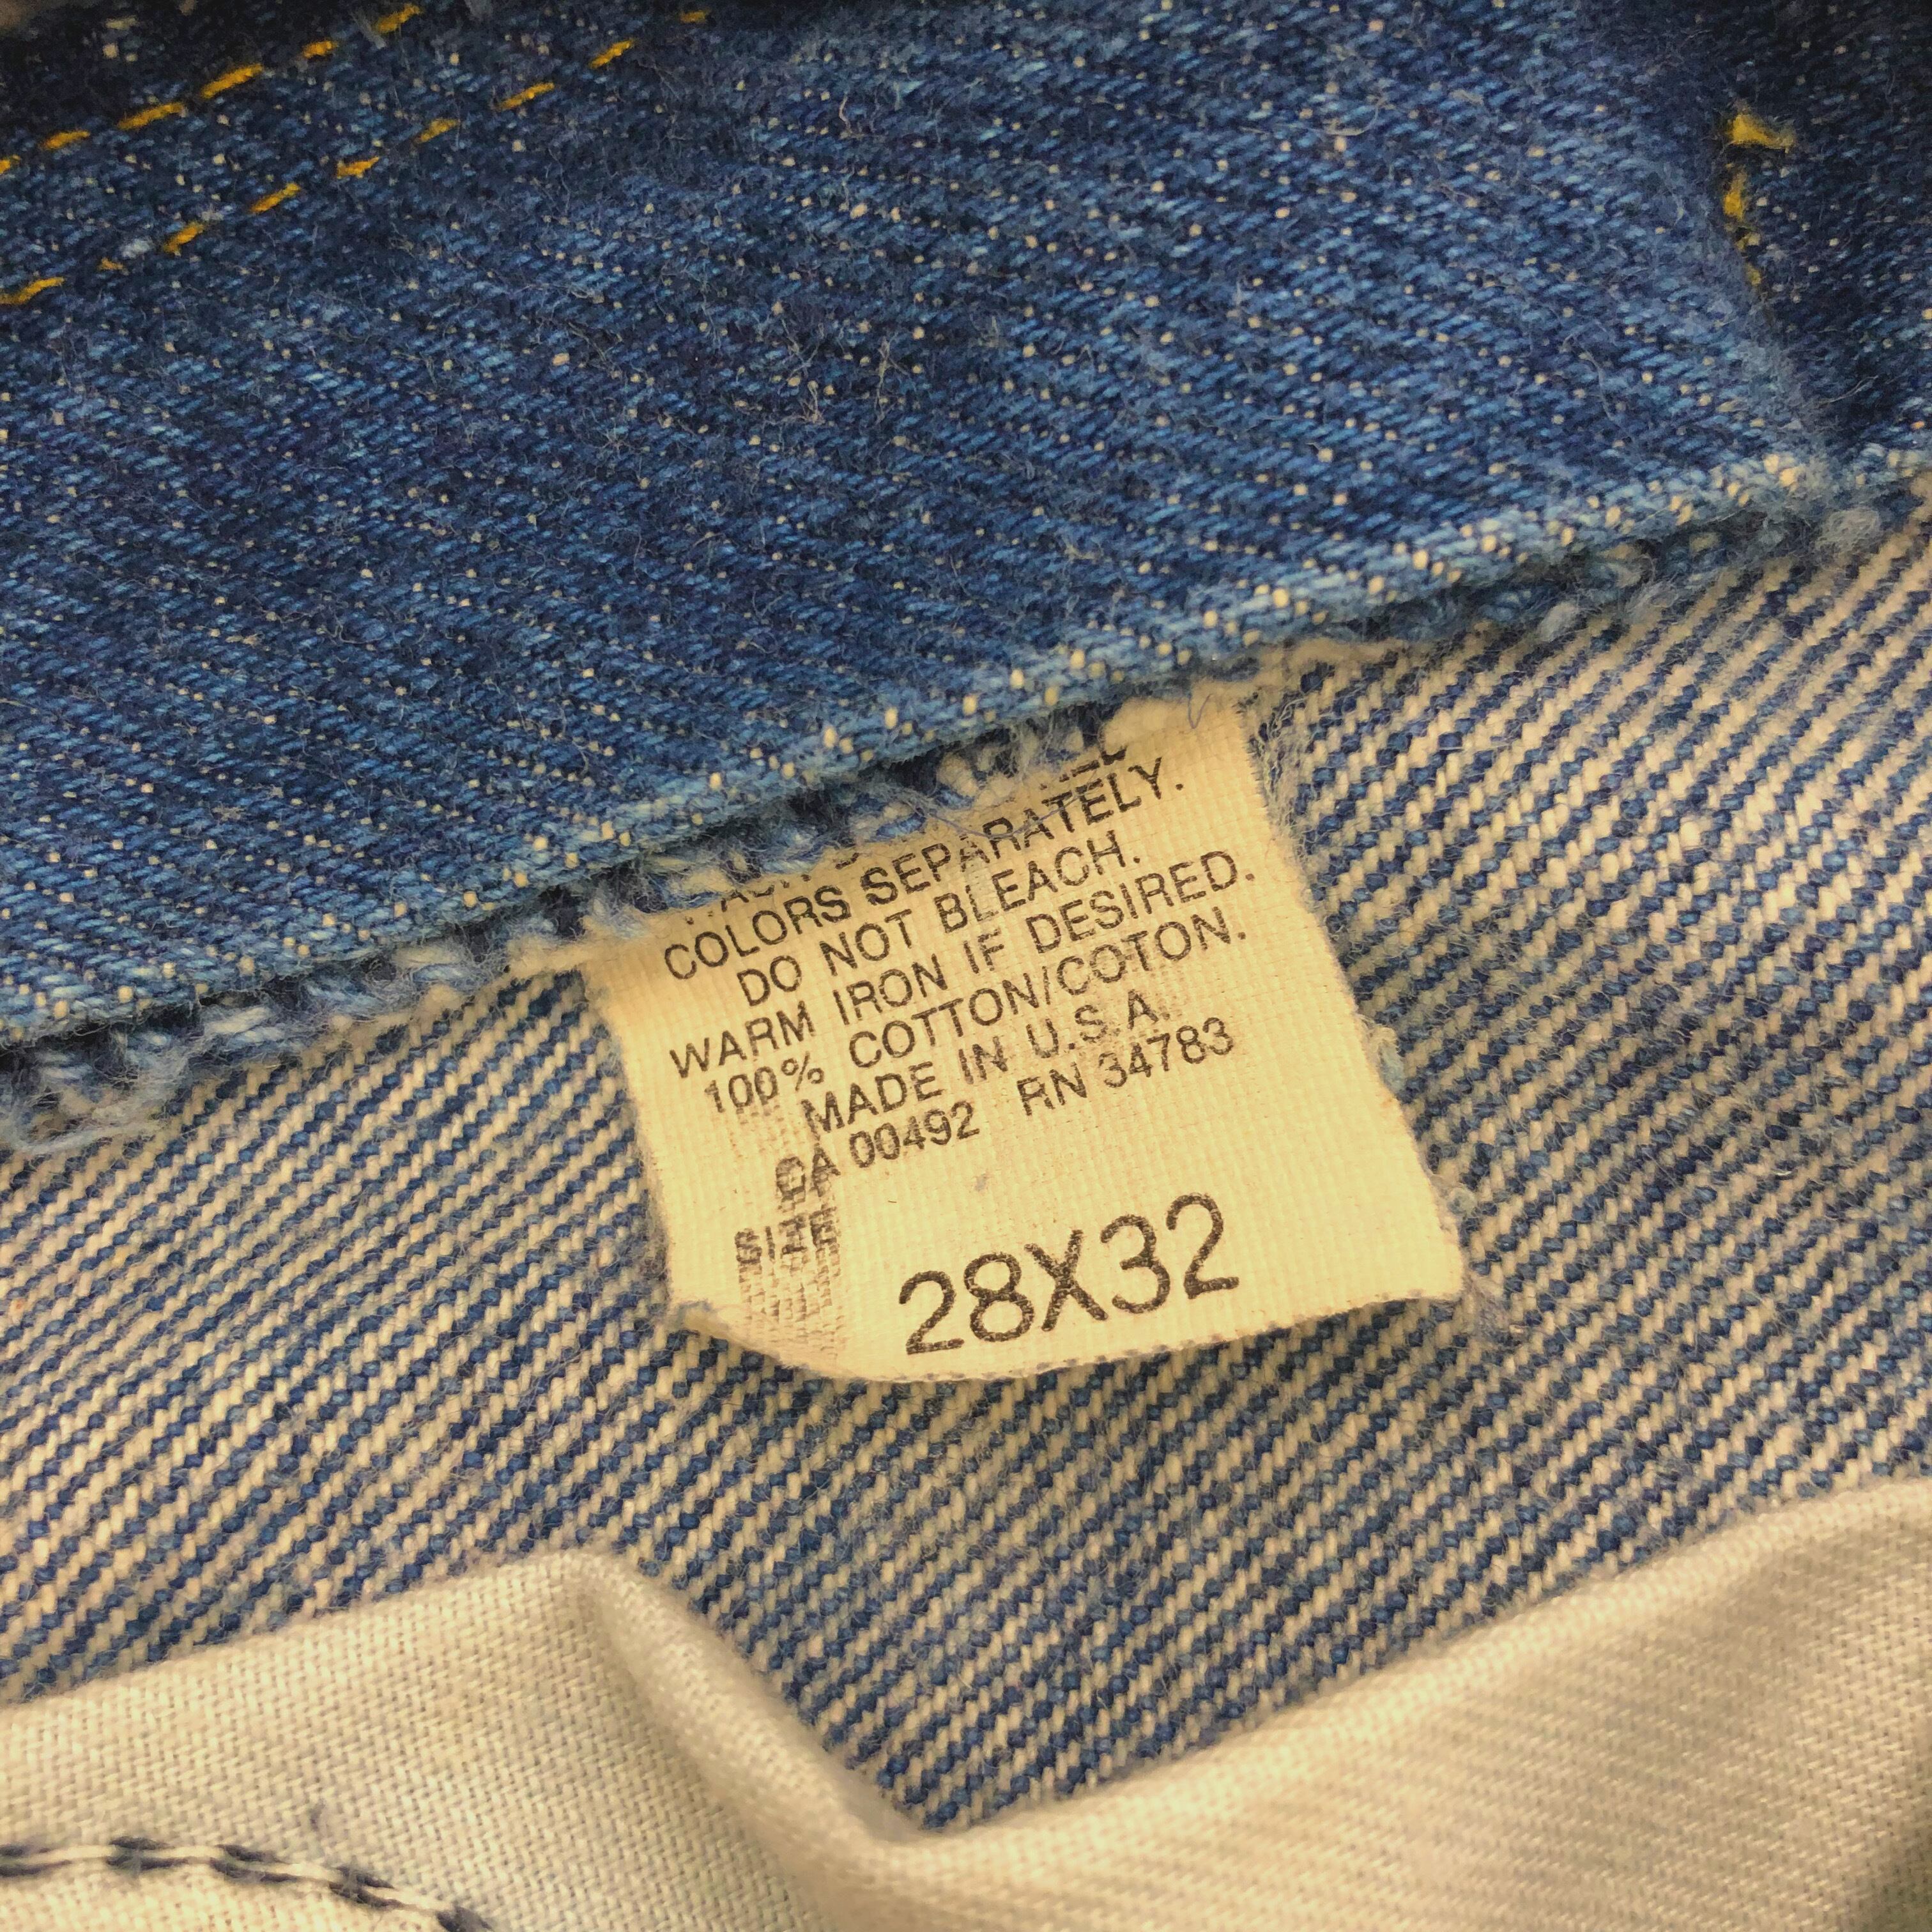 COLORS SEPARATELY.
DO NOT BLEACH.
WARM IRON IF DESIRED.
100% COTTON/COTON.
MADE IN U.S.A.
CA 00492 RN 34783
SIZE
28X32